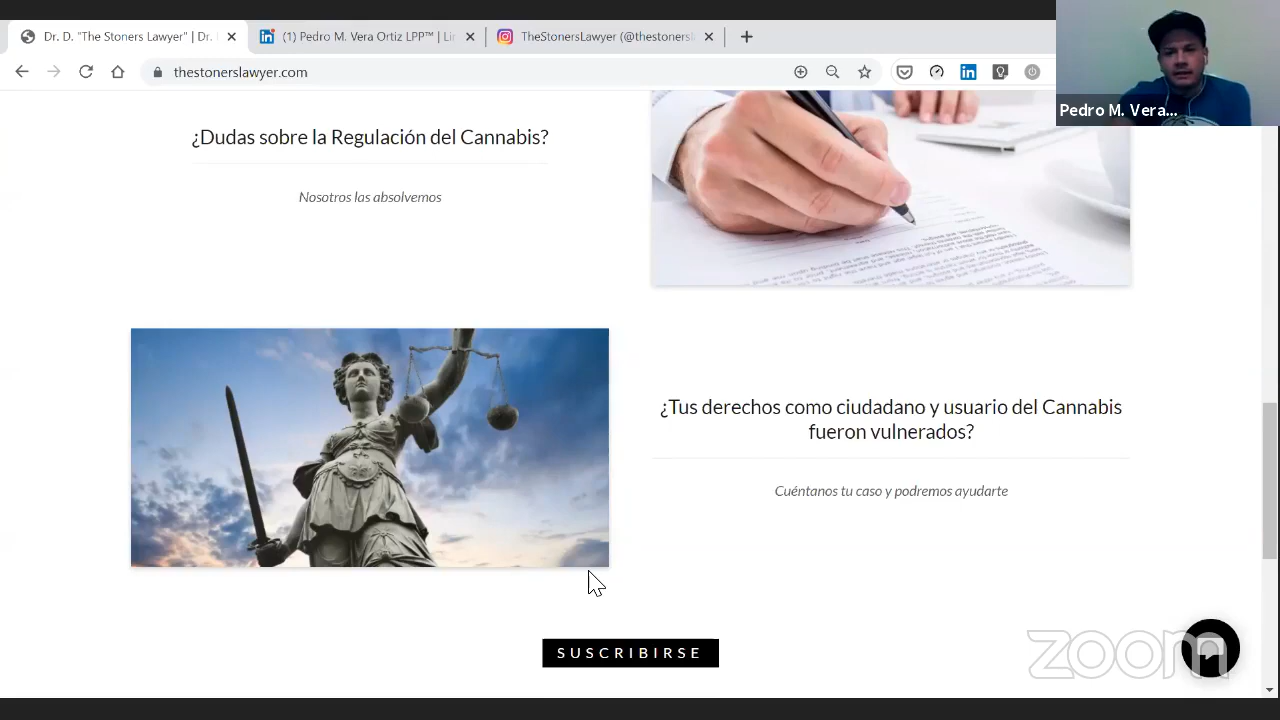 Dr. D. "The Stoners Lawyer" | Dr.
(1) Pedro M. Vera Ortiz LPP™ | Li
TheStonersLawyer (@thestoners
thestonerslawyer.com
Pedro M. Vera...
¿Dudas sobre la Regulación del Cannabis?
Nosotros las absolvemos
¿Tus derechos como ciudadano y usuario del Cannabis
fueron vulnerados?
Cuéntanos tu caso y podremos ayudarte
SUSCRIBIRSE
zoom